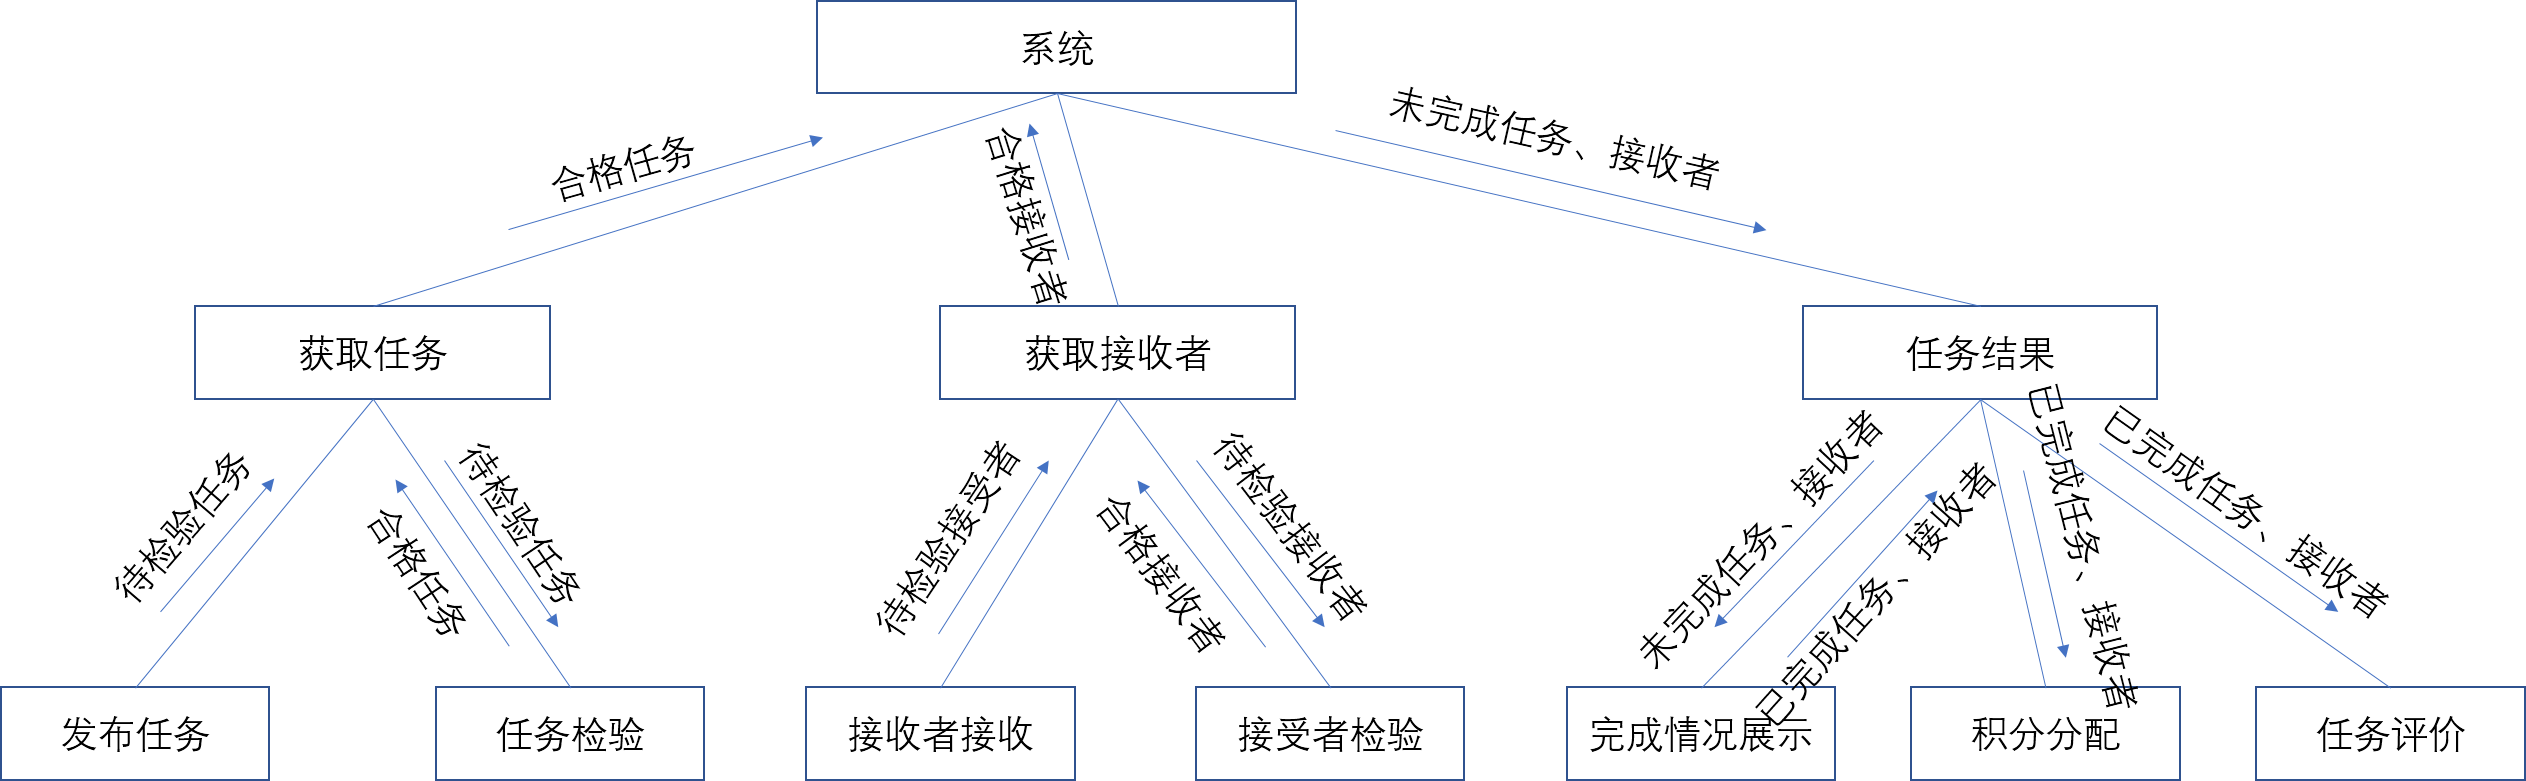 系统
合格任务
合格接收者
未完成任务、接收者
获取任务
获取接收者
任务结果
待检验任务
合格任务
待检验任务
待检验接受者
合格接收者
待检验接收者
未完成任务、接收者
已完成任务、接收者
已完成任务、接收者
已完成任务、接收者
发布任务
任务检验
接收者接收
接受者检验
完成情况展示
积分分配
任务评价